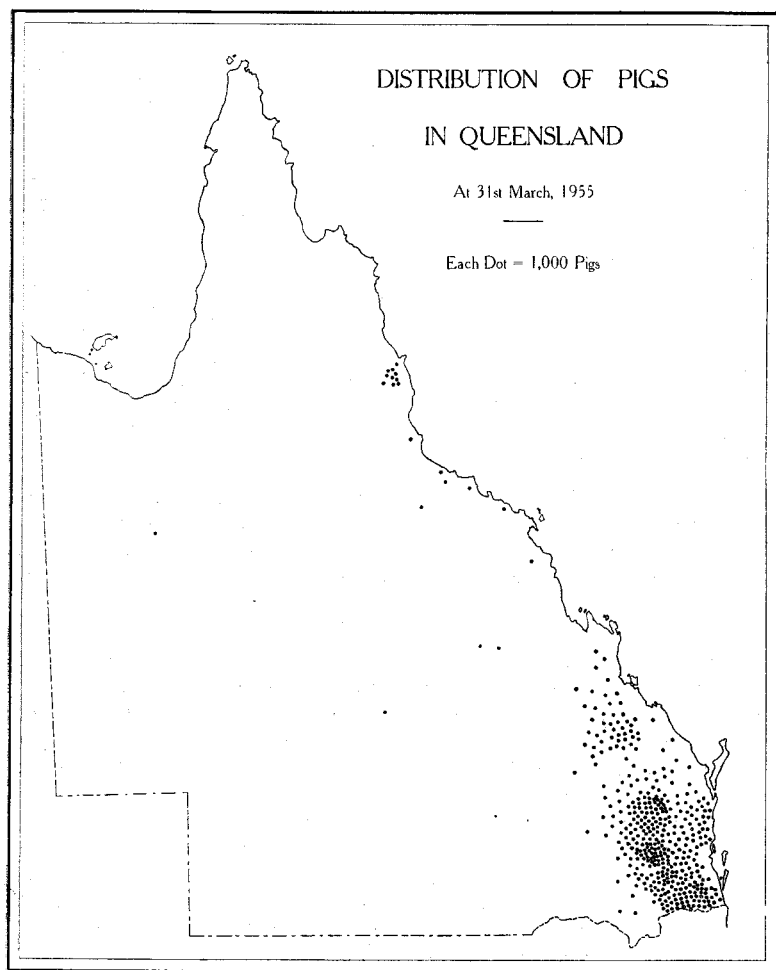 DISTRIBUTION OF PIGS
IN QUEENSLAND
At 31st March, 1955
Each Dot = 1,000 Pigs